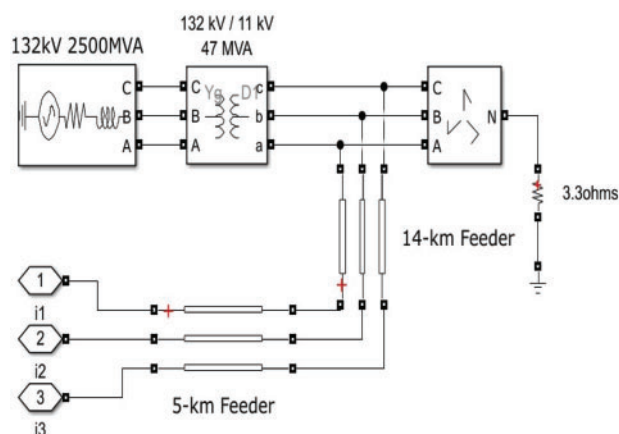 132 kV / 11 kV
132kV 2500MVA
47 MVA
C
B
A
C
B
A
Yg
D1
c
b
a
C
B
A
N
3.3ohms
14-km Feeder
1
i1
2
i2
3
i3
5-km Feeder